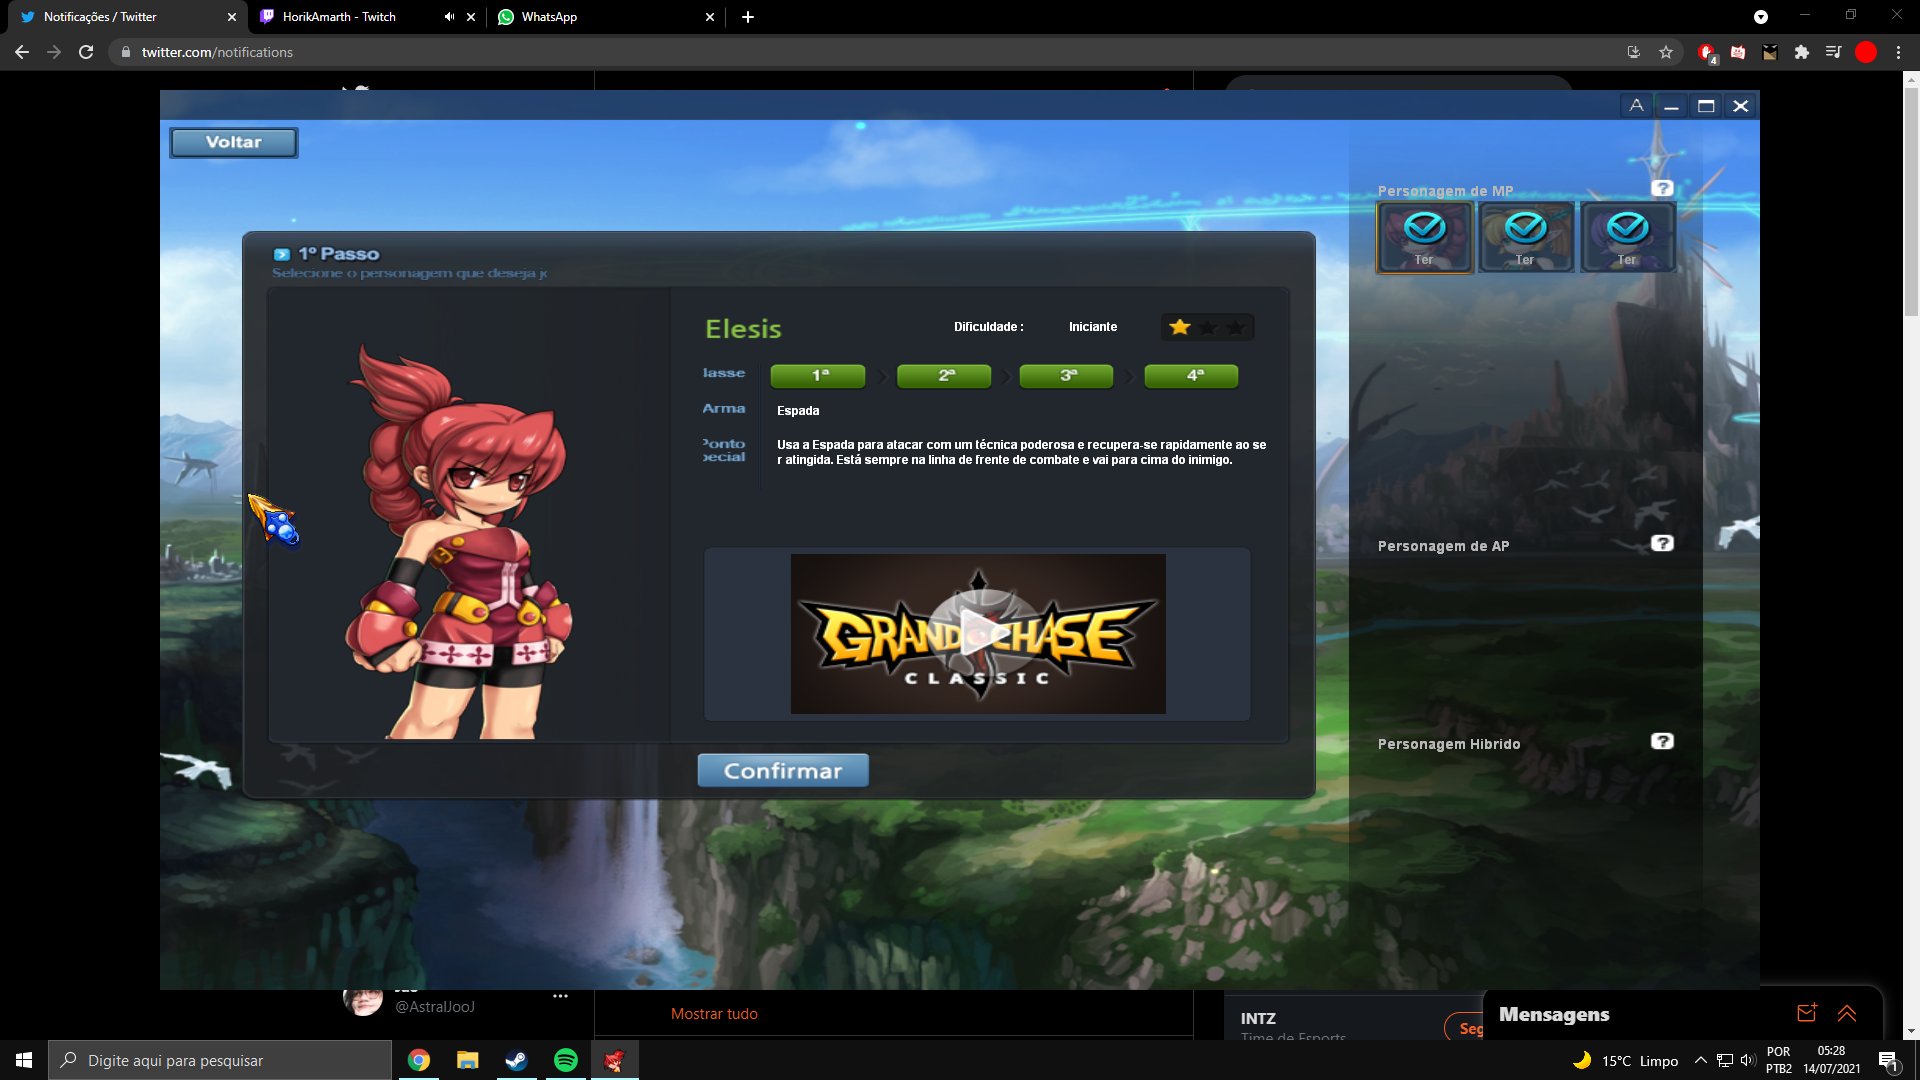 Notificações / Twitter
HorikAmarth - Twitch
WhatsApp
twitter.com/notifications
4
A
Voltar
Personagem de MP
?
Ter
Ter
Ter
1º Passo
Selecione o personagem que deseja
Elesis
Dificuldade :
Iniciante
lasse
1ª
2ª
3ª
4ª
Arma
Espada
Ponto
pecial
Usa a Espada para atacar com um técnica poderosa e recupera-se rapidamente ao se
r atingida. Está sempre na linha de frente de combate e vai para cima do inimigo.
GRAND CHASE
CLASSIC
Personagem de AP
?
Personagem Hibrido
?
Confirmar
@AstralJooJ
Mostrar tudo
INTZ
Time de Esports
Seg
Mensagens
Digite aqui para pesquisar
15°C Limpo
POR
PTB2
05:28
14/07/2021
1